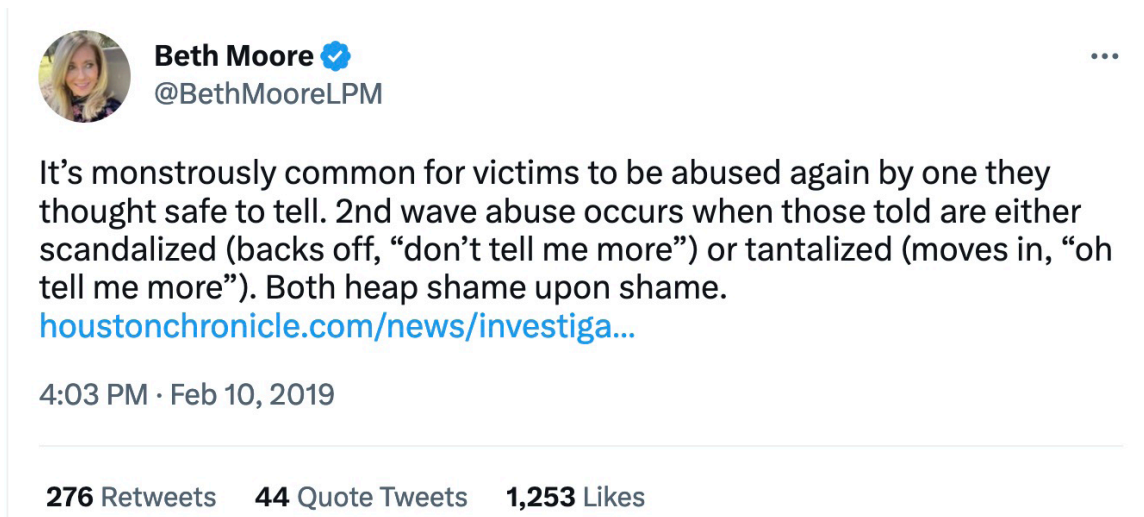 Beth Moore
@BethMooreLPM
It’s monstrously common for victims to be abused again by one they
thought safe to tell. 2nd wave abuse occurs when those told are either
scandalized (backs off, “don’t tell me more”) or tantalized (moves in, “oh
tell me more”). Both heap shame upon shame.
houstonchronicle.com/news/investiga...
4:03 PM · Feb 10, 2019
276 Retweets 44 Quote Tweets 1,253 Likes